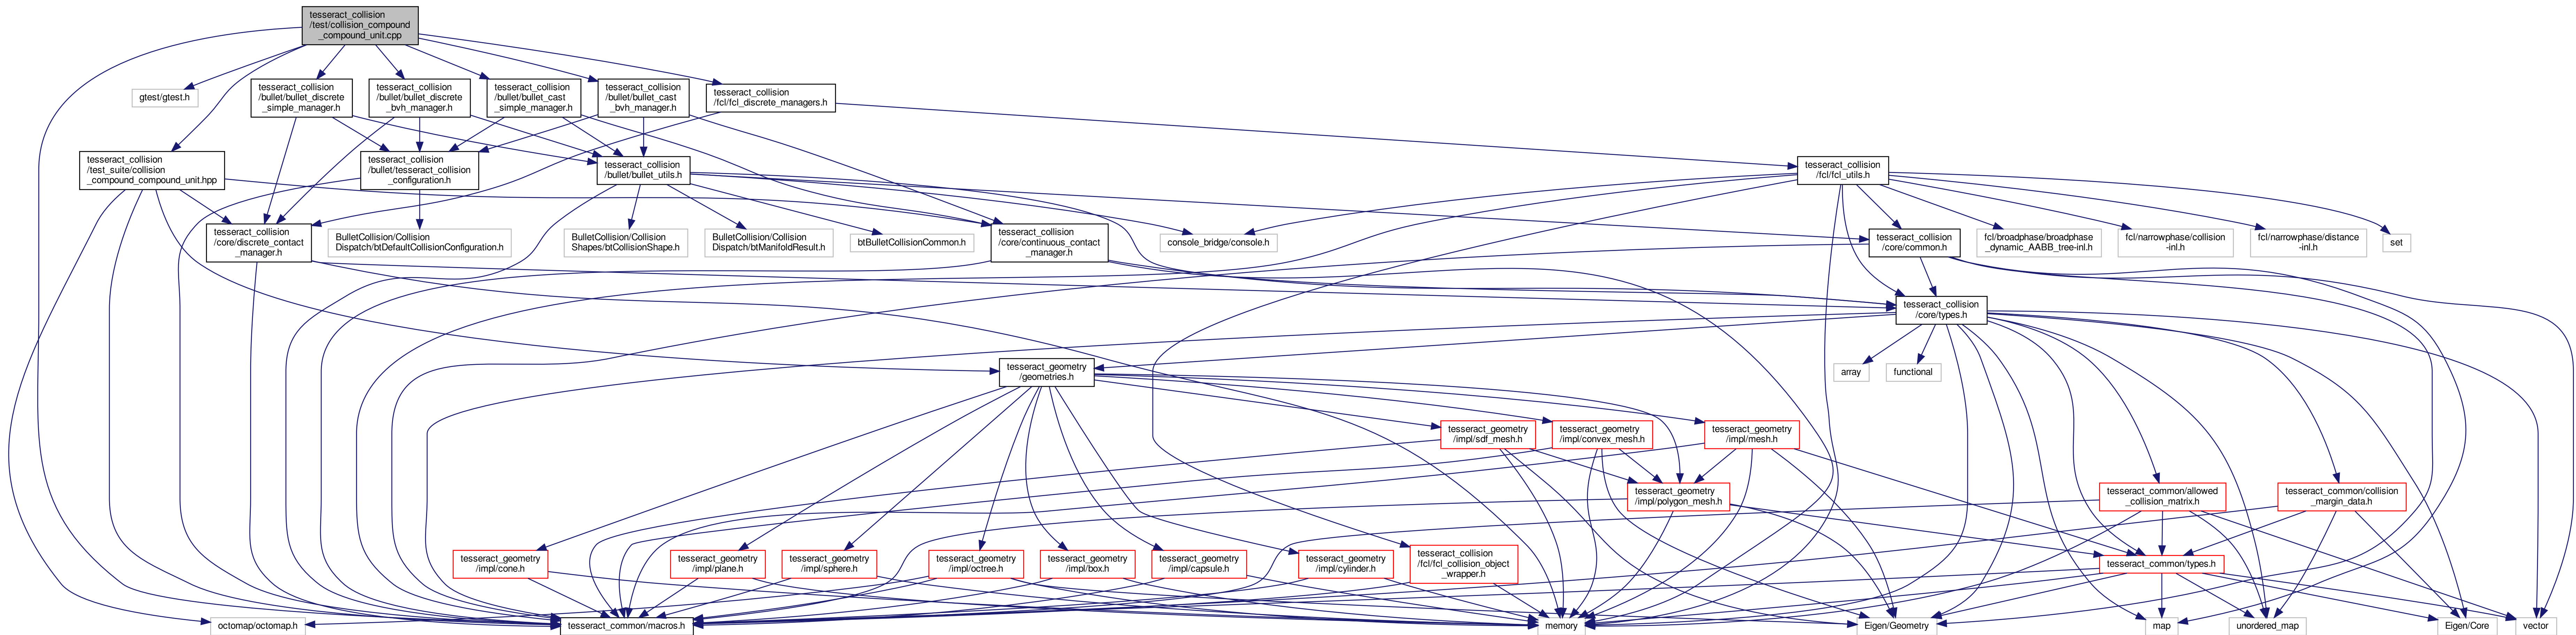 tesseract_collision
/test/collision_compound
_compound_unit.cpp
gtest/gtest.h
tesseract_collision
/bullet/bullet_discrete
_simple_manager.h
tesseract_collision
/bullet/bullet_discrete
_bvh_manager.h
tesseract_collision
/bullet/bullet_cast
_simple_manager.h
tesseract_collision
/bullet/bullet_cast
_bvh_manager.h
tesseract_collision
/fcl/fcl_discrete_managers.h
tesseract_collision
/test_suite/collision
_compound_compound_unit.hpp
tesseract_collision
/bullet/tesseract_collision
_configuration.h
tesseract_collision
/bullet/bullet_utils.h
tesseract_collision
/fcl/fcl_utils.h
tesseract_collision
/core/discrete_contact
_manager.h
BulletCollision/Collision
Dispatch/btDefaultCollisionConfiguration.h
BulletCollision/Collision
Shapes/btCollisionShape.h
BulletCollision/Collision
Dispatch/btManifoldResult.h
btBulletCollisionCommon.h
tesseract_collision
/core/continuous_contact
_manager.h
console_bridge/console.h
tesseract_collision
/core/common.h
fcl/broadphase/broadphase
_dynamic_AABB_tree-inl.h
fcl/narrowphase/collision
-inl.h
fcl/narrowphase/distance
-inl.h
set
tesseract_collision
/core/types.h
tesseract_geometry
/geometries.h
array
functional
tesseract_geometry
/impl/sdf_mesh.h
tesseract_geometry
/impl/convex_mesh.h
tesseract_geometry
/impl/mesh.h
tesseract_geometry
/impl/polygon_mesh.h
tesseract_common/allowed
_collision_matrix.h
tesseract_common/collision
_margin_data.h
tesseract_geometry
/impl/cone.h
tesseract_geometry
/impl/plane.h
tesseract_geometry
/impl/sphere.h
tesseract_geometry
/impl/octree.h
tesseract_geometry
/impl/box.h
tesseract_geometry
/impl/capsule.h
tesseract_geometry
/impl/cylinder.h
tesseract_collision
/fcl/fcl_collision_object
_wrapper.h
tesseract_common/types.h
octomap/octomap.h
tesseract_common/macros.h
memory
Eigen/Geometry
map
unordered_map
Eigen/Core
vector